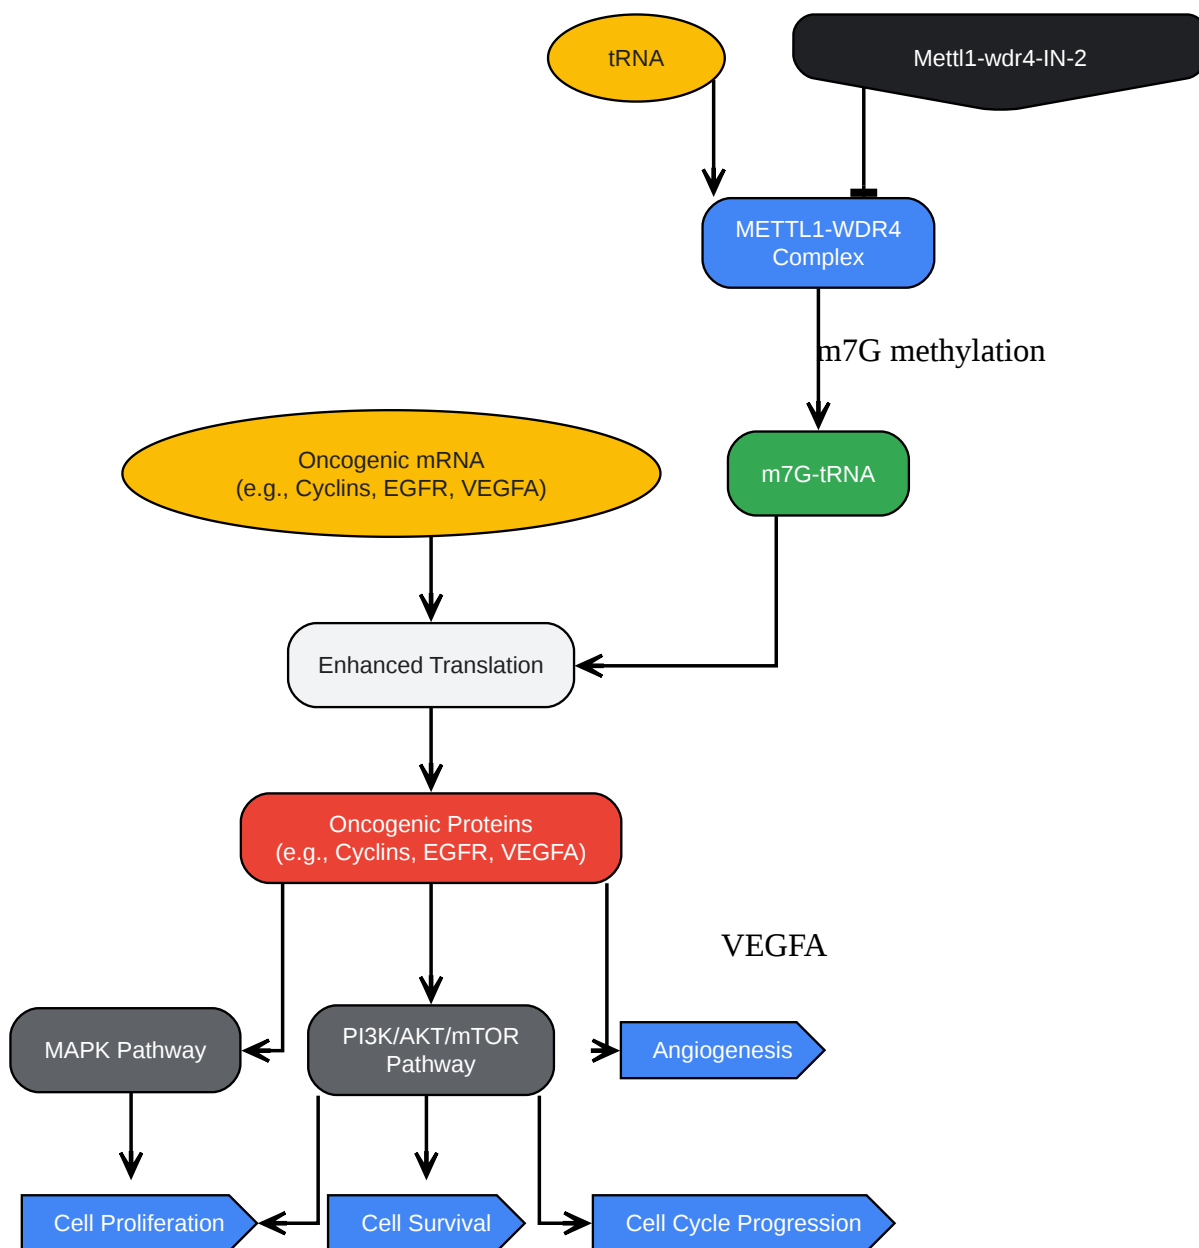 tRNA
Mettl1-wdr4-IN-2
METTL1-WDR4
Complex
m7G methylation
Oncogenic mRNA
(e.g., Cyclins, EGFR, VEGFA)
m7G-tRNA
Enhanced Translation
Oncogenic Proteins
(e.g., Cyclins, EGFR, VEGFA)
VEGFA
MAPK Pathway
PI3K/AKT/mTOR
Pathway
Angiogenesis
Cell Proliferation
Cell Survival
Cell Cycle Progression